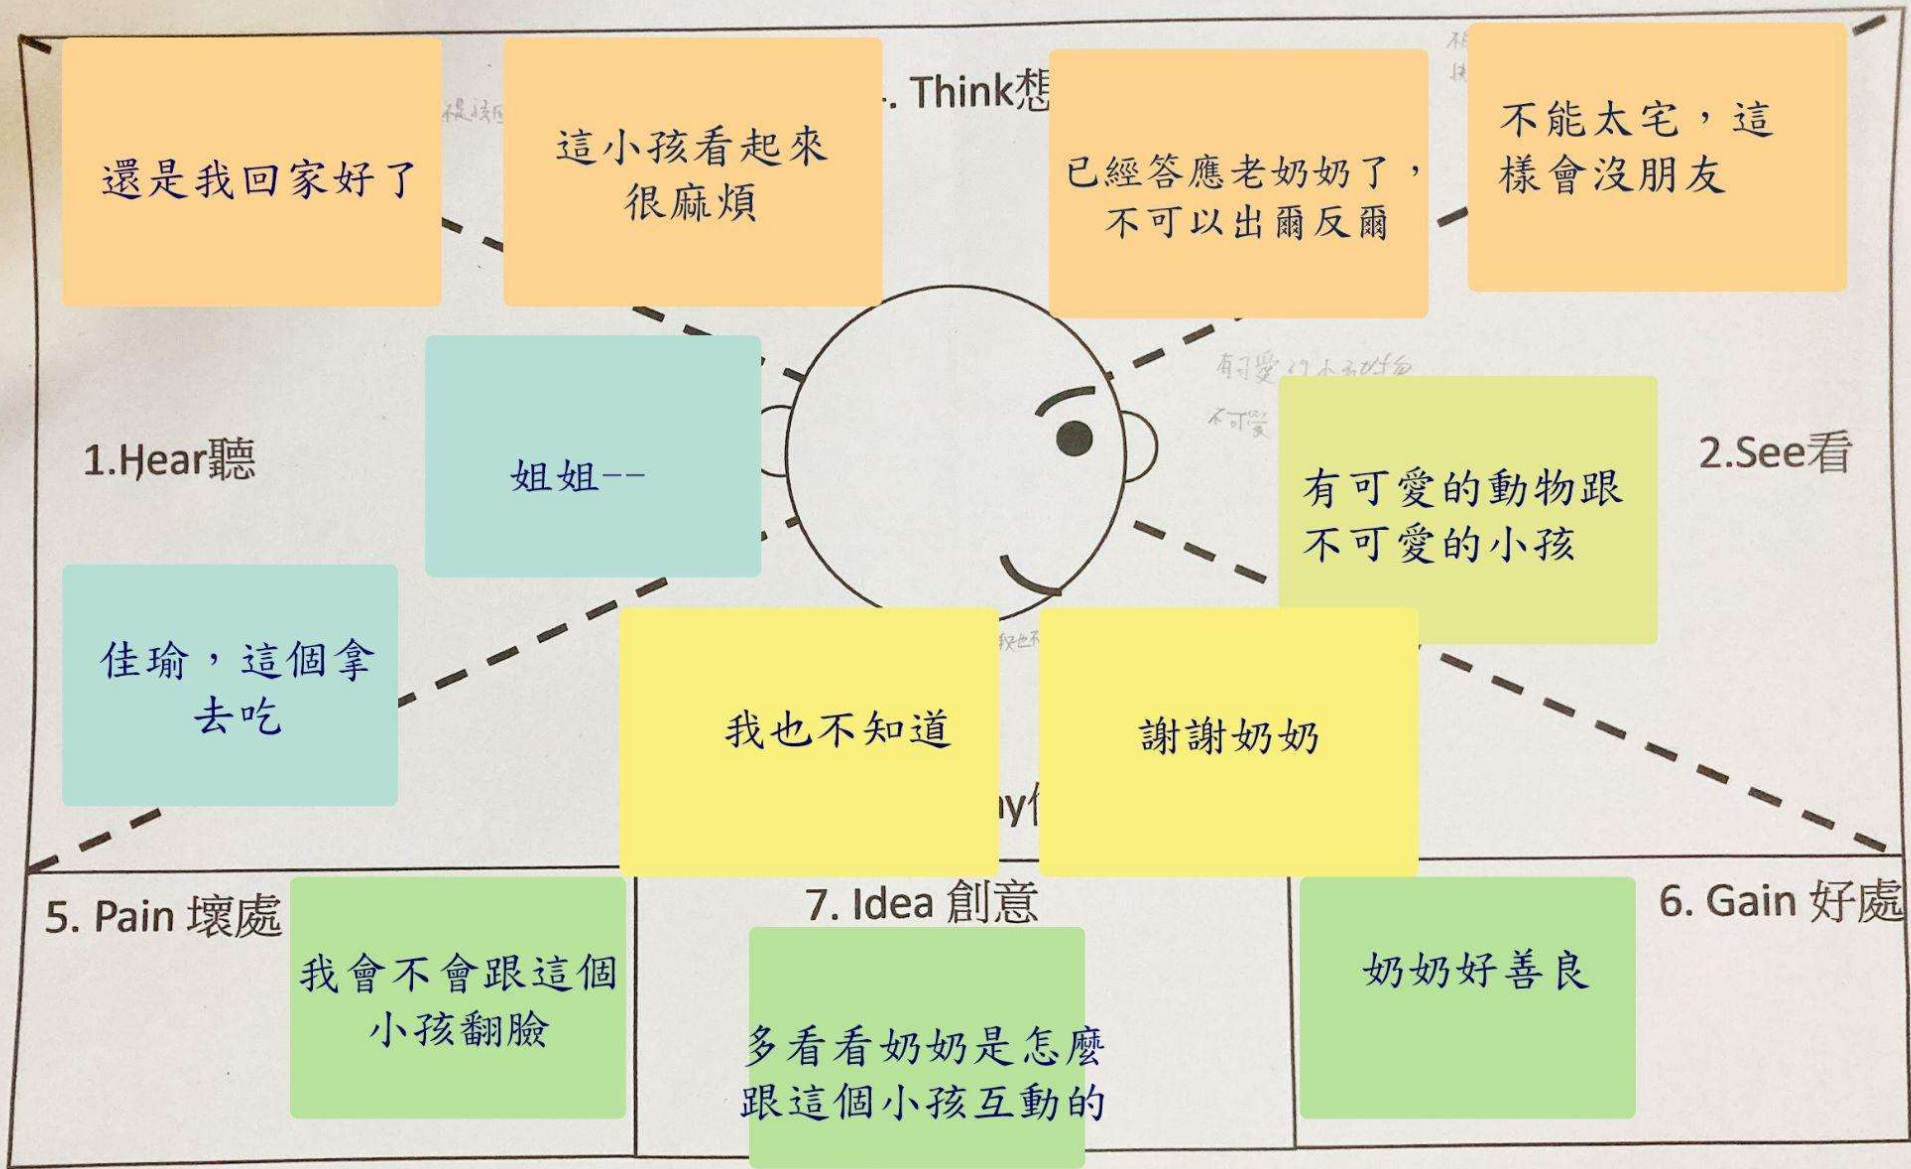 . Think想
還是我回家好了
這小孩看起來
很麻煩
已經答應老奶奶了，
不可以出爾反爾
不能太宅，這
樣會沒朋友
1.Hear聽
姐姐--
佳瑜，這個拿
去吃
2.See看
有可愛的動物跟
不可愛的小孩
我也不知道
謝謝奶奶
5. Pain 壞處
我會不會跟這個
小孩翻臉
7. Idea 創意
多看看奶奶是怎麼
跟這個小孩互動的
6. Gain 好處
奶奶好善良